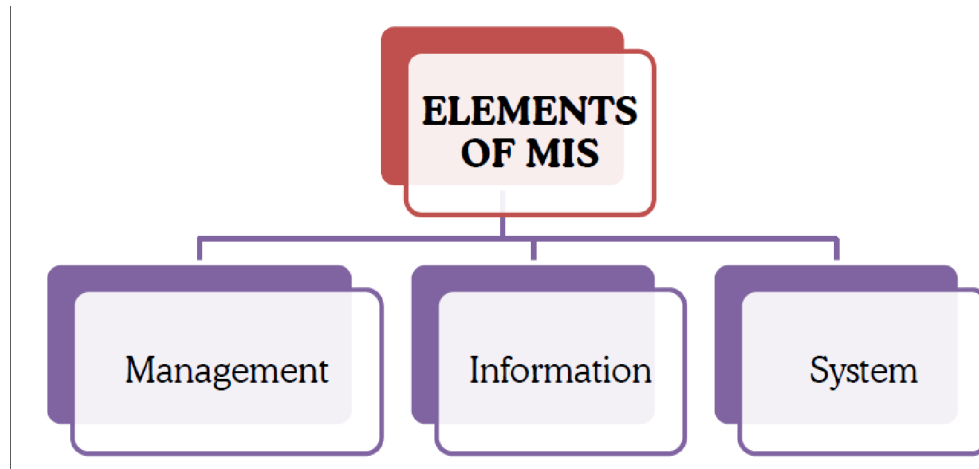 ELEMENTS
OF MIS
Management
Information
System